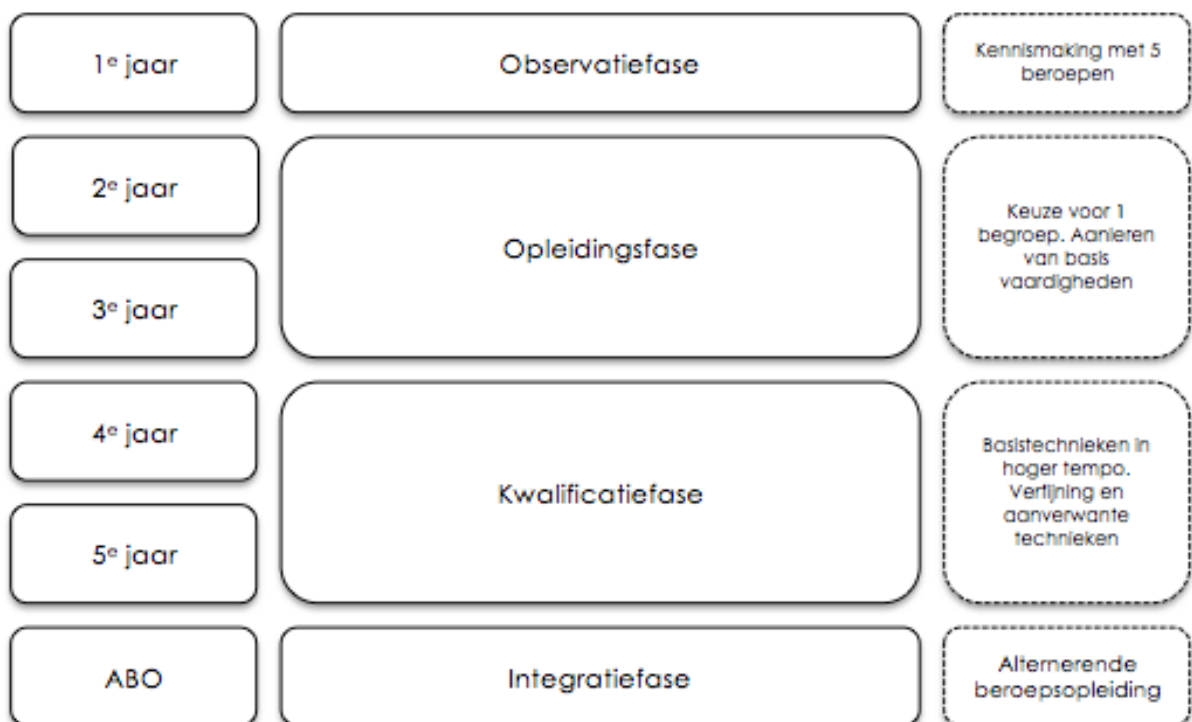 1e jaar
Observatiefase
Kennismaking met 5
beroepen
2e jaar
3e jaar
Opleidingsfase
Keuze voor 1
begroep. Aanleren
van basis
vaardigheden
4e jaar
5e jaar
Kwalificatiefase
Basistechnieken in
hoger tempo.
Verfijning en
aanverwante
technieken
ABO
Integratiefase
Alternerende
beroepsopleiding